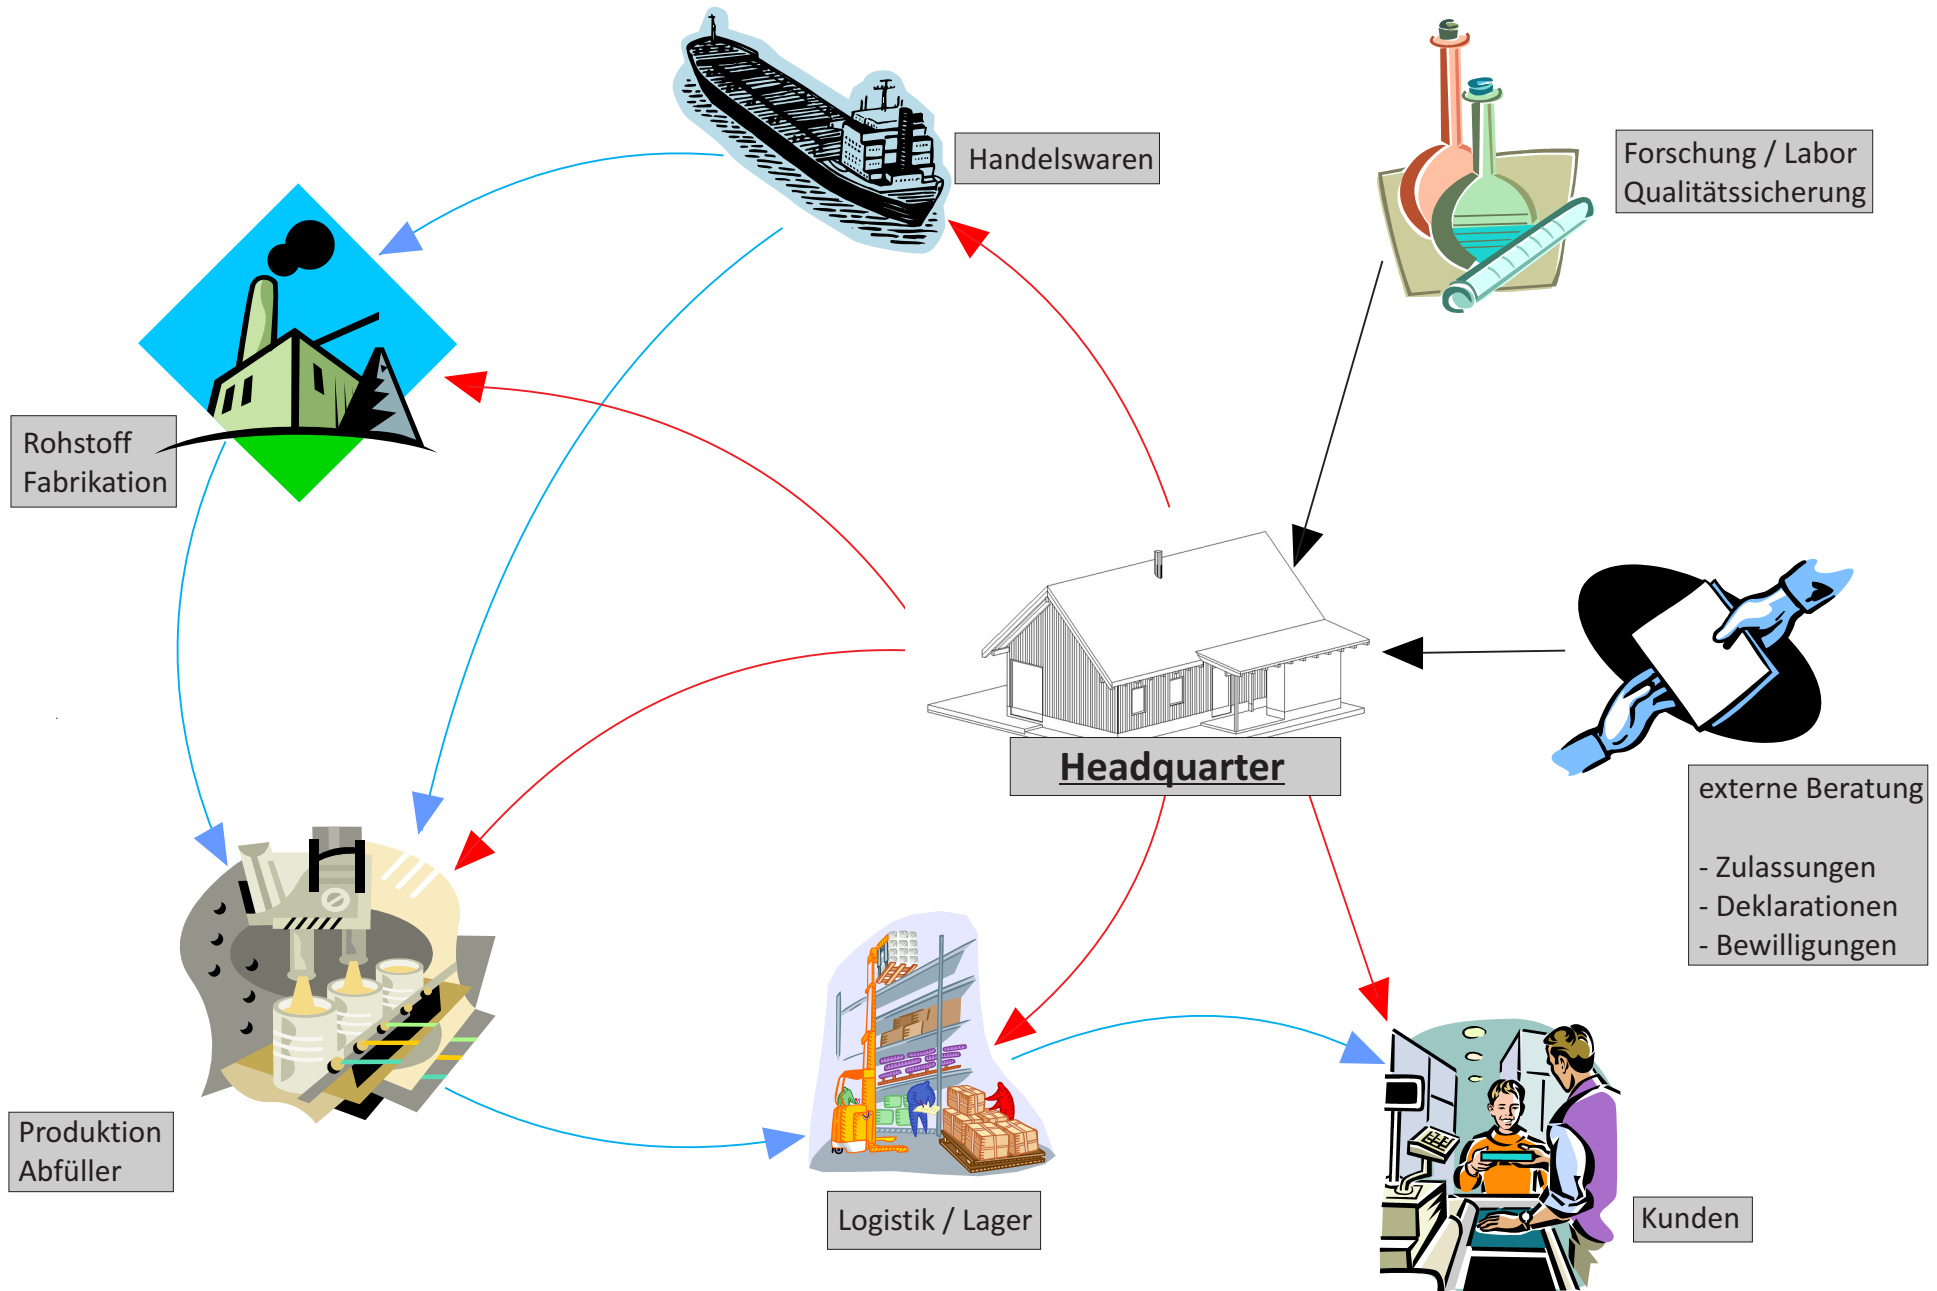 Handelswaren
Forschung / Labor
Qualitätssicherung
Rohstoff
Fabrikation
Headquarter
externe Beratung
- Zulassungen
- Deklarationen
- Bewilligungen
Produktion
Abfüller
Logistik / Lager
Kunden